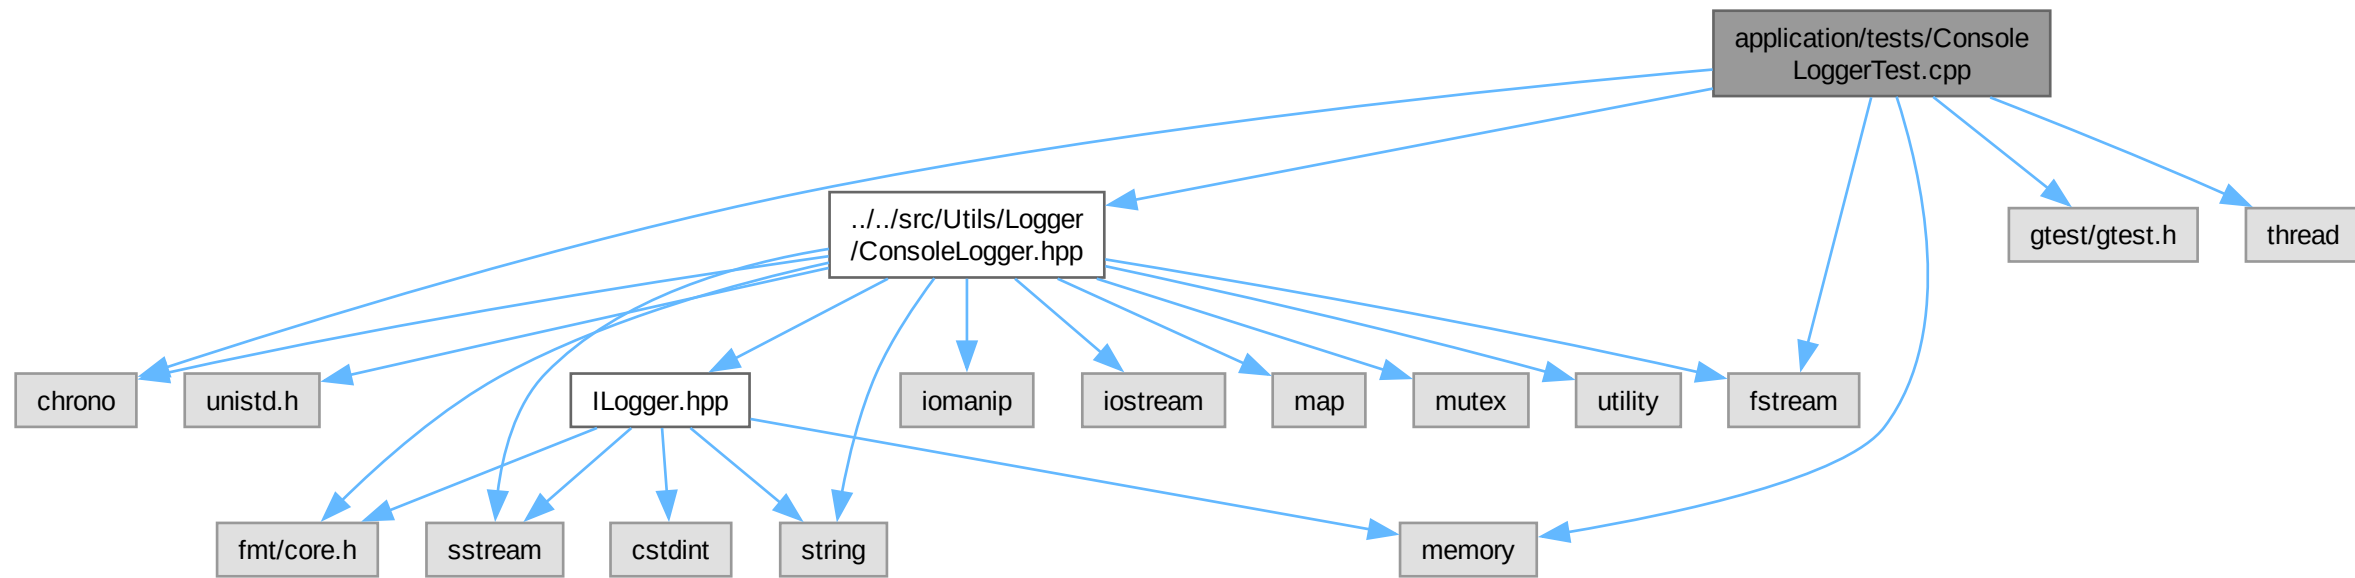 application/tests/Console
LoggerTest.cpp
../../src/Utils/Logger
/ConsoleLogger.hpp
gtest/gtest.h
thread
chrono
unistd.h
ILogger.hpp
iomanip
iostream
map
mutex
utility
fstream
fmt/core.h
sstream
cstdint
string
memory